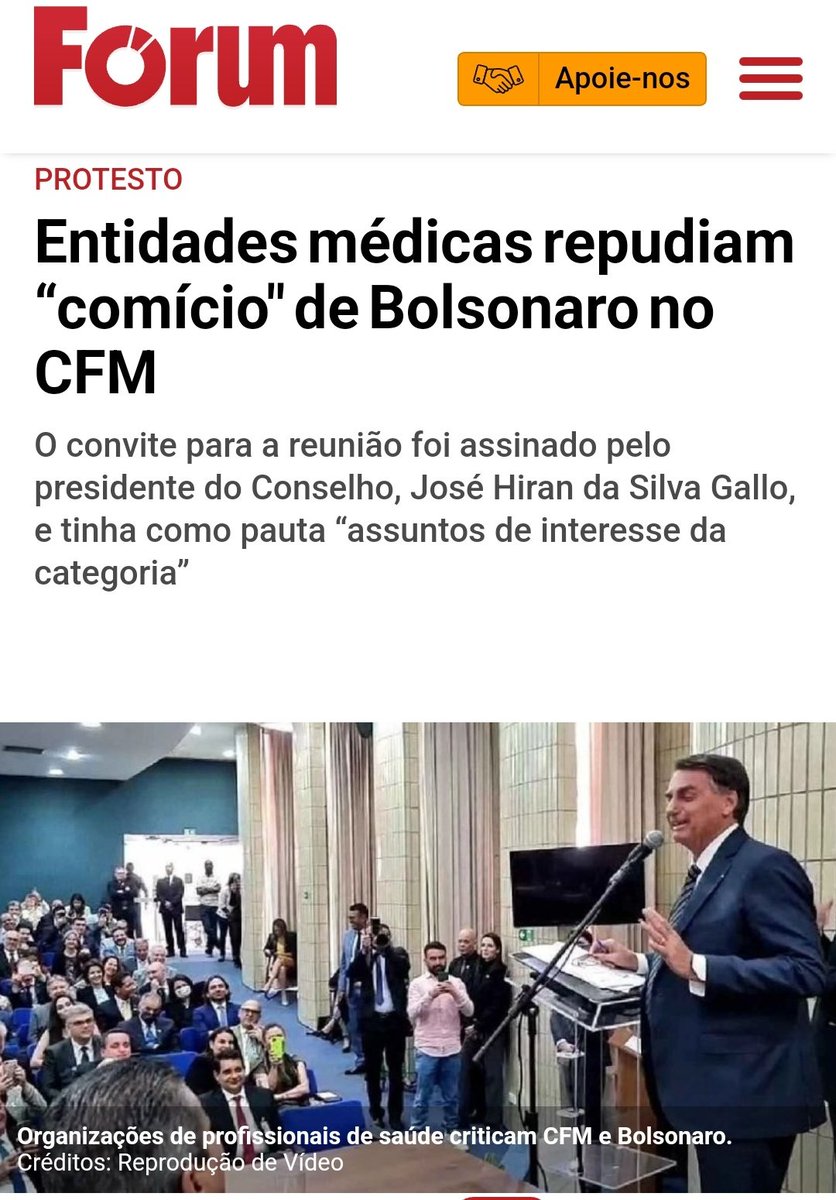 Fórum
Apoie-nos
PROTESTO
Entidades médicas repudiam
“comício" de Bolsonaro no
CFM
O convite para a reunião foi assinado pelo
presidente do Conselho, José Hiran da Silva Gallo,
e tinha como pauta “assuntos de interesse da
categoria”
Organizações de profissionais de saúde criticam CFM e Bolsonaro.
Créditos: Reprodução de Vídeo